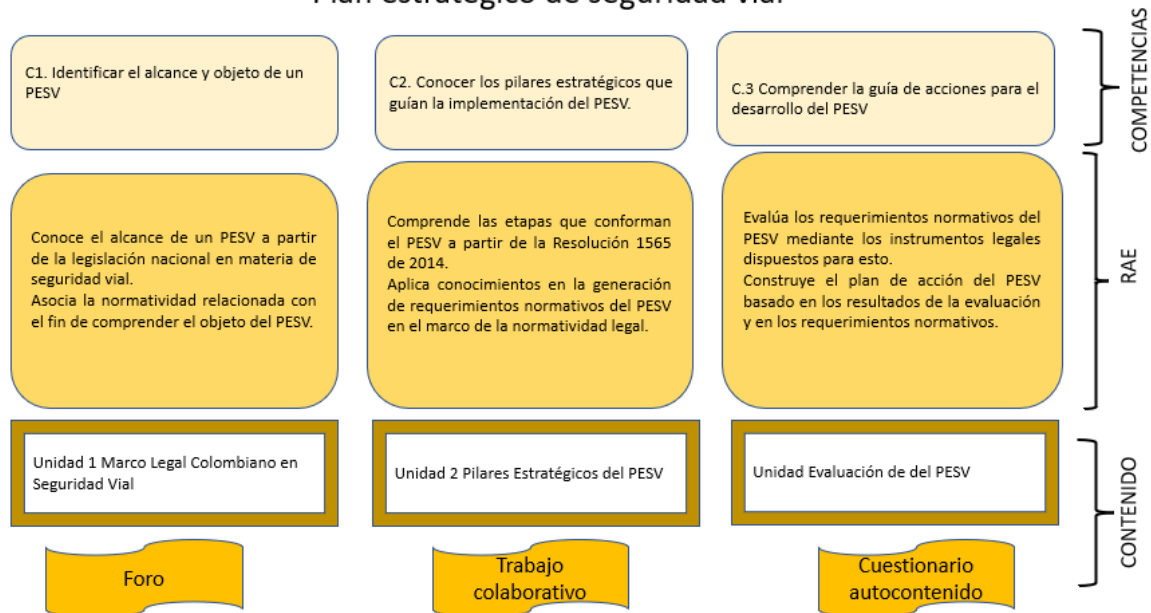 Plan estratégico de seguridad vial
C1. Identificar el alcance y objeto de un
PESV
C2. Conocer los pilares estratégicos que
guían la implementación del PESV.
C.3 Comprender la guía de acciones para el
desarrollo del PESV
COMPETENCIAS
Conoce el alcance de un PESV a partir
de la legislación nacional en materia de
seguridad vial.
Asocia la normatividad relacionada con
el fin de comprender el objeto del PESV.
Comprende las etapas que conforman
el PESV a partir de la Resolución 1565
de 2014.
Aplica conocimientos en la generación
de requerimientos normativos del PESV
en el marco de la normatividad legal.
Evalúa los requerimientos normativos del
PESV mediante los instrumentos legales
dispuestos para esto.
Construye el plan de acción del PESV
basado en los resultados de la evaluación
y en los requerimientos normativos.
RAE
Unidad 1 Marco Legal Colombiano en
Seguridad Vial
Unidad 2 Pilares Estratégicos del PESV
Unidad Evaluación de del PESV
CONTENIDO
Foro
Trabajo
colaborativo
Cuestionario
autocontenido